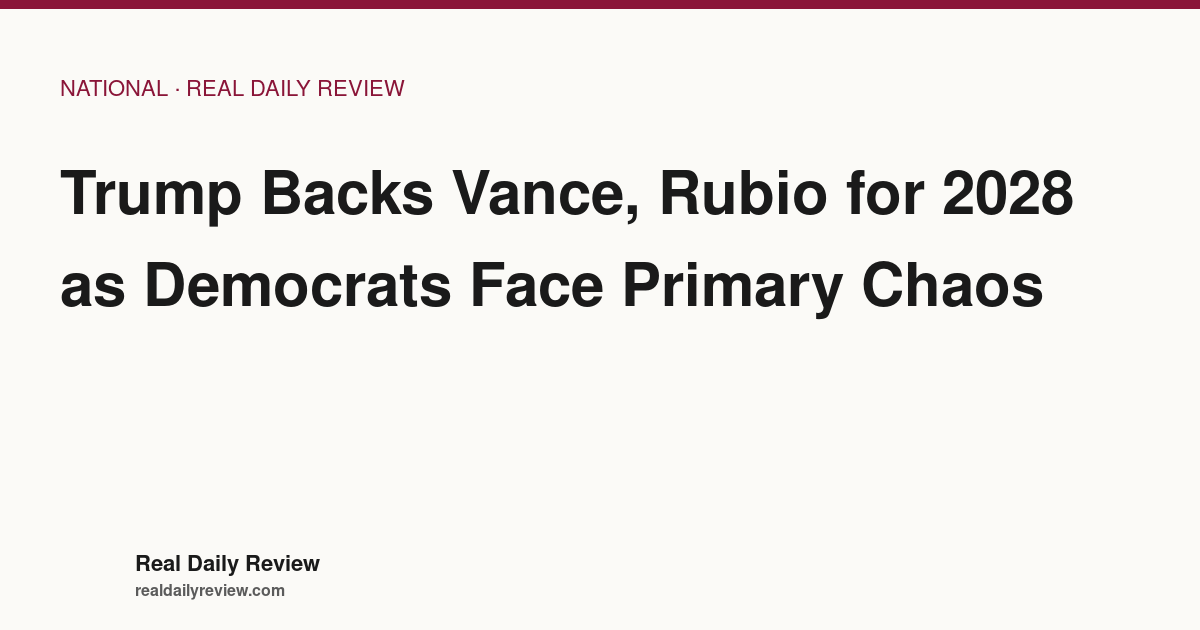 NATIONAL · REAL DAILY REVIEW
Trump Backs Vance, Rubio for 2028
as Democrats Face Primary Chaos
Real Daily Review
realdailyreview.com